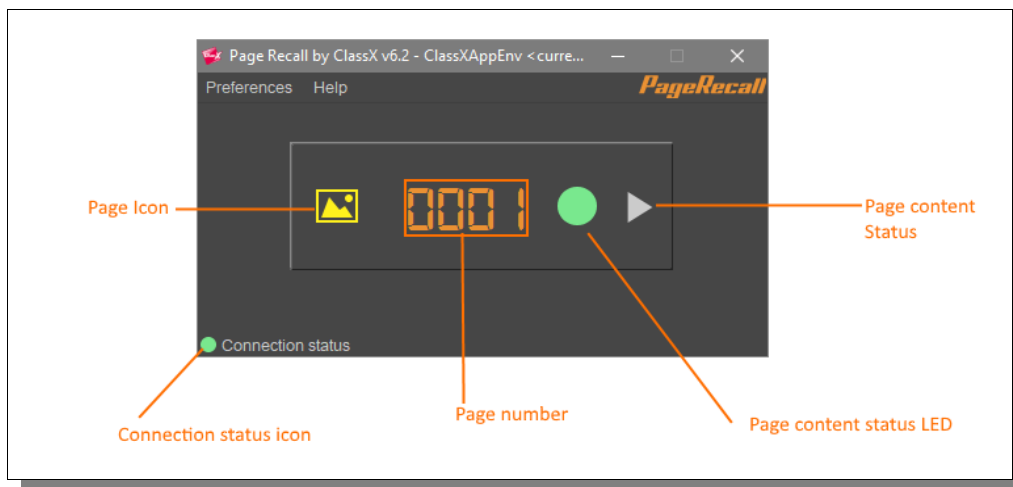 Page Recall by ClassX v6.2 - ClassXAppEnv <curre...
Preferences Help PageRecall
Page Icon
0001
Page content
Status
Connection status
Page number
Page content status LED
Connection status icon